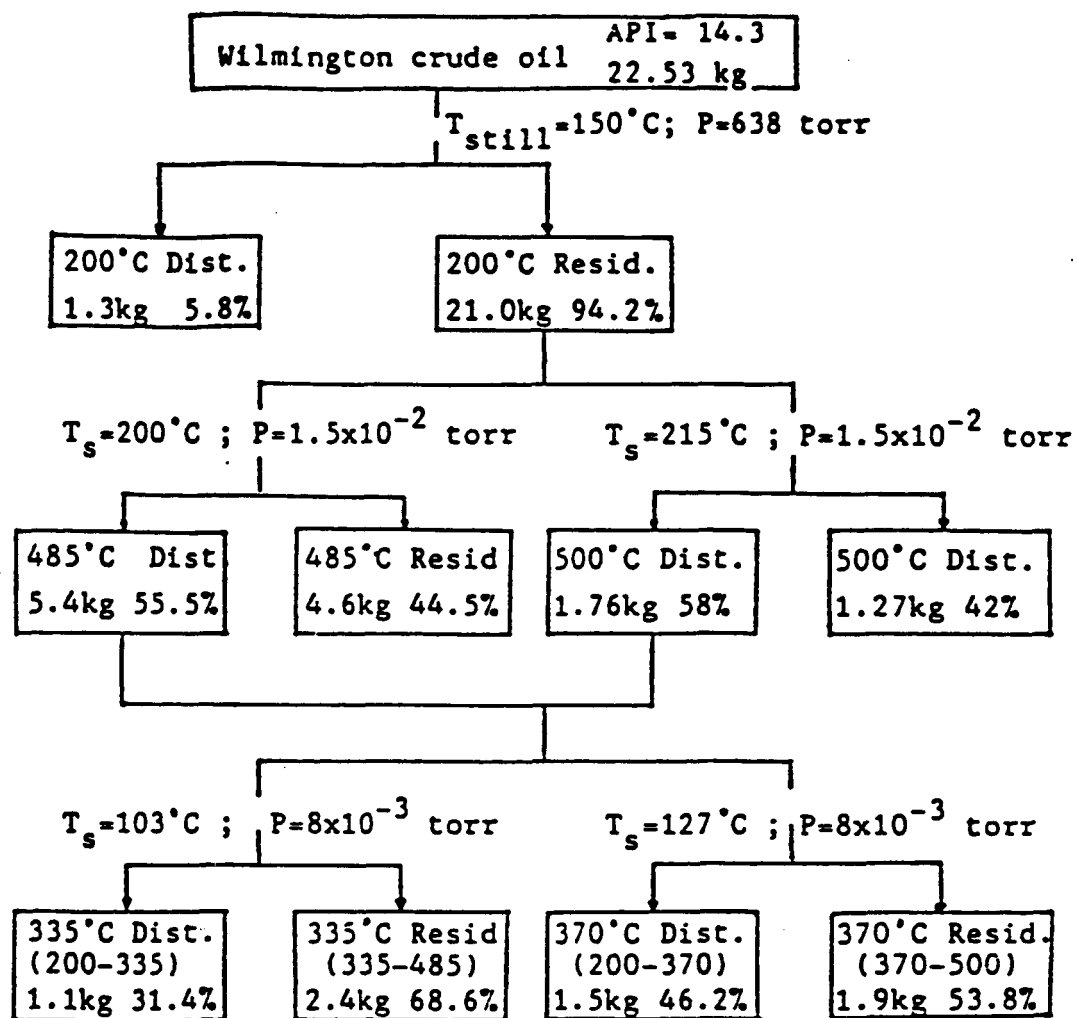 Wilmington crude oil API= 14.3
22.53 kg
T_still=150°C; P=638 torr
200°C Dist.
1.3kg 5.8%
200°C Resid.
21.0kg 94.2%
T_s=200°C ; P=1.5x10^-2 torr
T_s=215°C ; P=1.5x10^-2 torr
485°C Dist
5.4kg 55.5%
485°C Resid
4.6kg 44.5%
500°C Dist.
1.76kg 58%
500°C Dist.
1.27kg 42%
T_s=103°C ; P=8x10^-3 torr
T_s=127°C ; P=8x10^-3 torr
335°C Dist.
(200-335)
1.1kg 31.4%
335°C Resid
(335-485)
2.4kg 68.6%
370°C Dist.
(200-370)
1.5kg 46.2%
370°C Resid.
(370-500)
1.9kg 53.8%